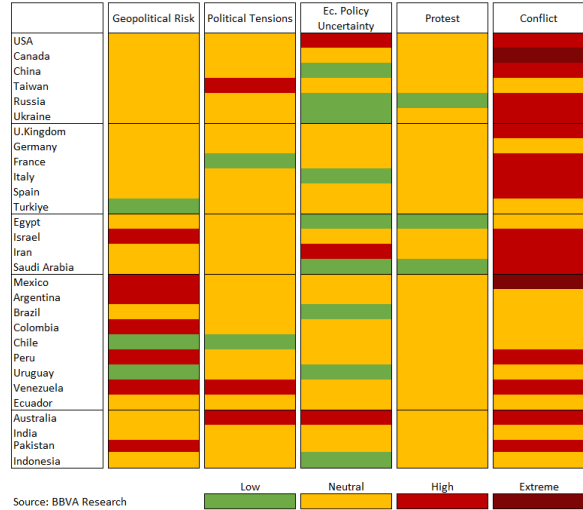 Geopolitical Risk Political Tensions Ec. Policy Uncertainty Protest Conflict
USA
Canada
China
Taiwan
Russia
Ukraine
U.Kingdom
Germany
France
Italy
Spain
Turkiye
Egypt
Israel
Iran
Saudi Arabia
Mexico
Argentina
Brazil
Colombia
Chile
Peru
Uruguay
Venezuela
Ecuador
Australia
India
Pakistan
Indonesia
Low Neutral High Extreme
Source: BBVA Research